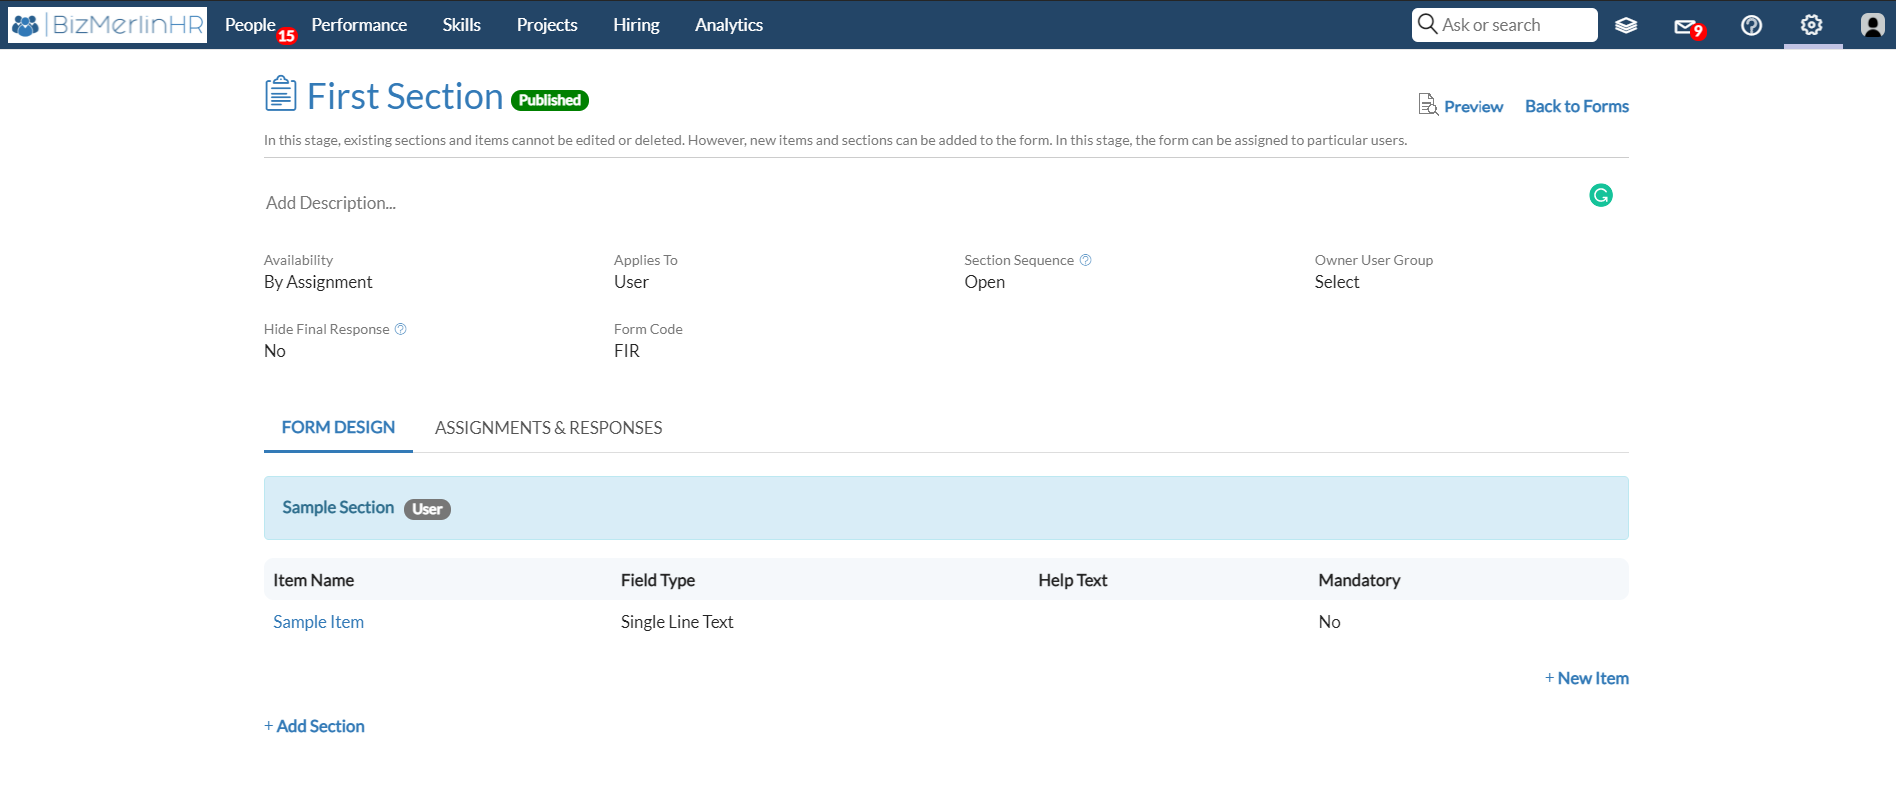 BizMerlinHR People 15 Performance Skills Projects Hiring Analytics Ask or search 9
First Section Published Preview Back to Forms
In this stage, existing sections and items cannot be edited or deleted. However, new items and sections can be added to the form. In this stage, the form can be assigned to particular users.
Add Description...
Availability Applies To Section Sequence Owner User Group
By Assignment User Open Select
Hide Final Response Form Code
No FIR
FORM DESIGN ASSIGNMENTS & RESPONSES
Sample Section User
Item Name Field Type Help Text Mandatory
Sample Item Single Line Text No
+ New Item
+ Add Section